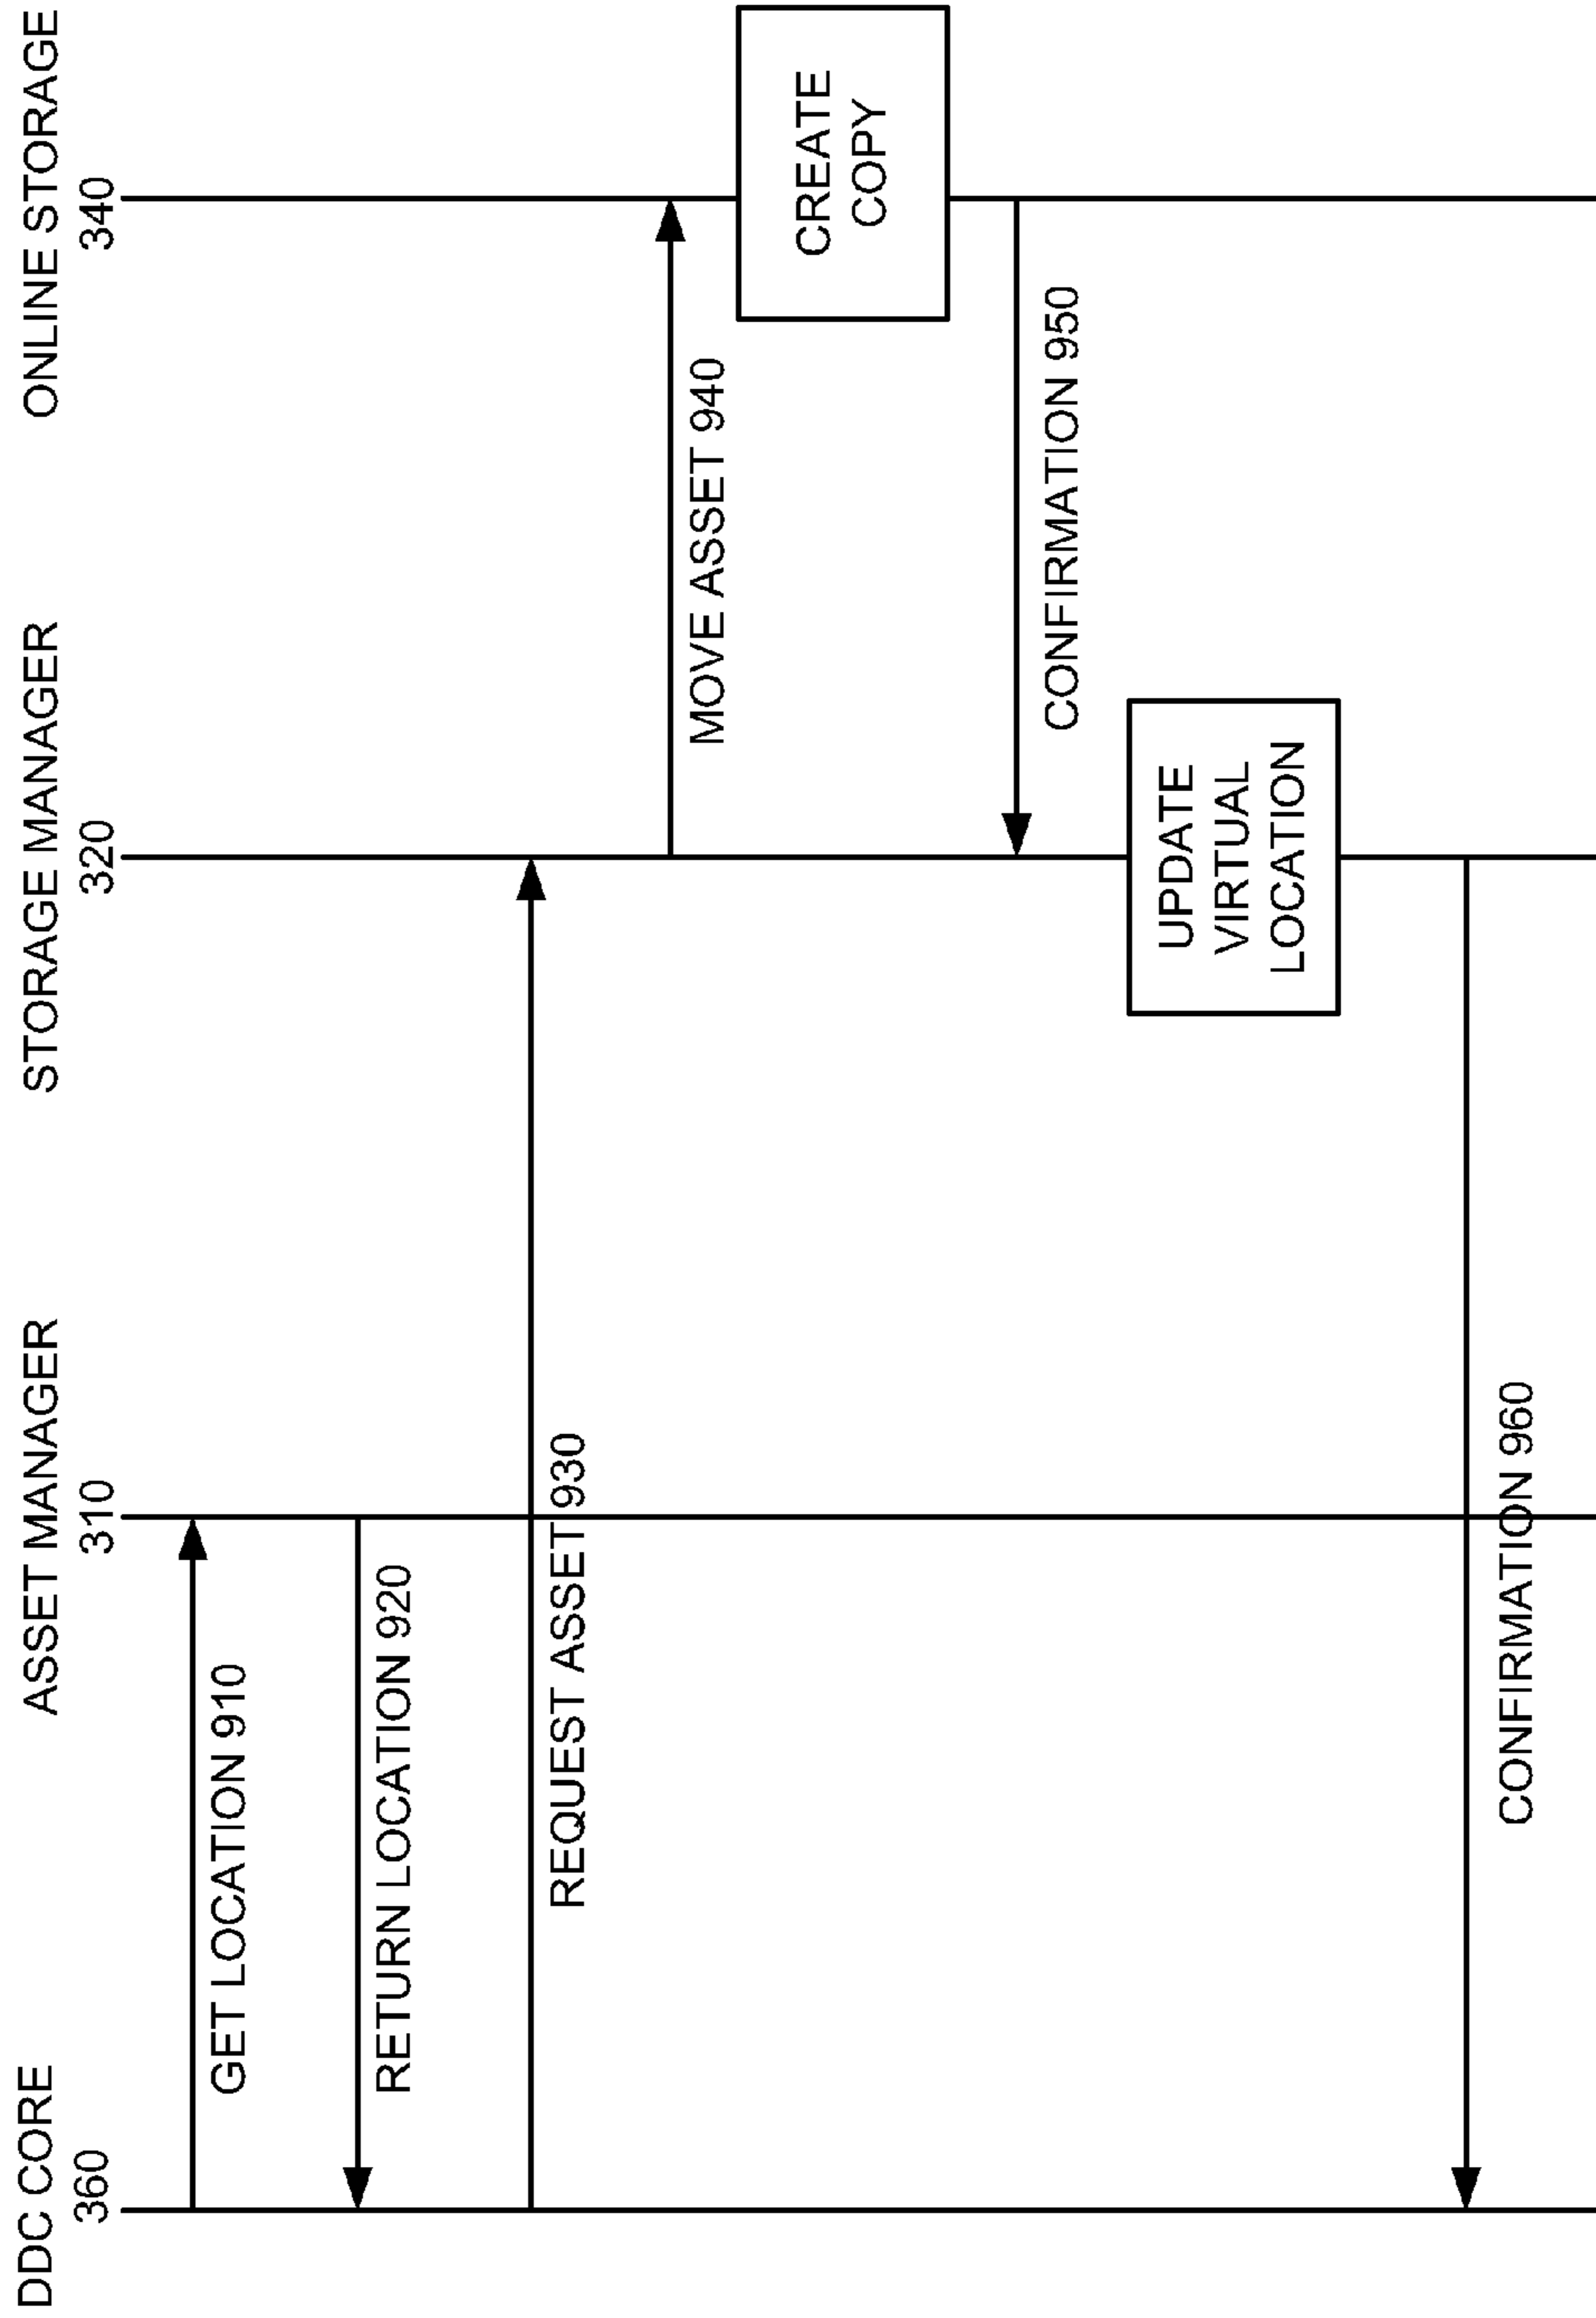 DDC CORE
360
ASSET MANAGER
310
STORAGE MANAGER
320
ONLINE STORAGE
340
GET LOCATION 910
RETURN LOCATION 920
REQUEST ASSET 930
MOVE ASSET 940
CREATE
COPY
CONFIRMATION 950
UPDATE
VIRTUAL
LOCATION
CONFIRMATION 960